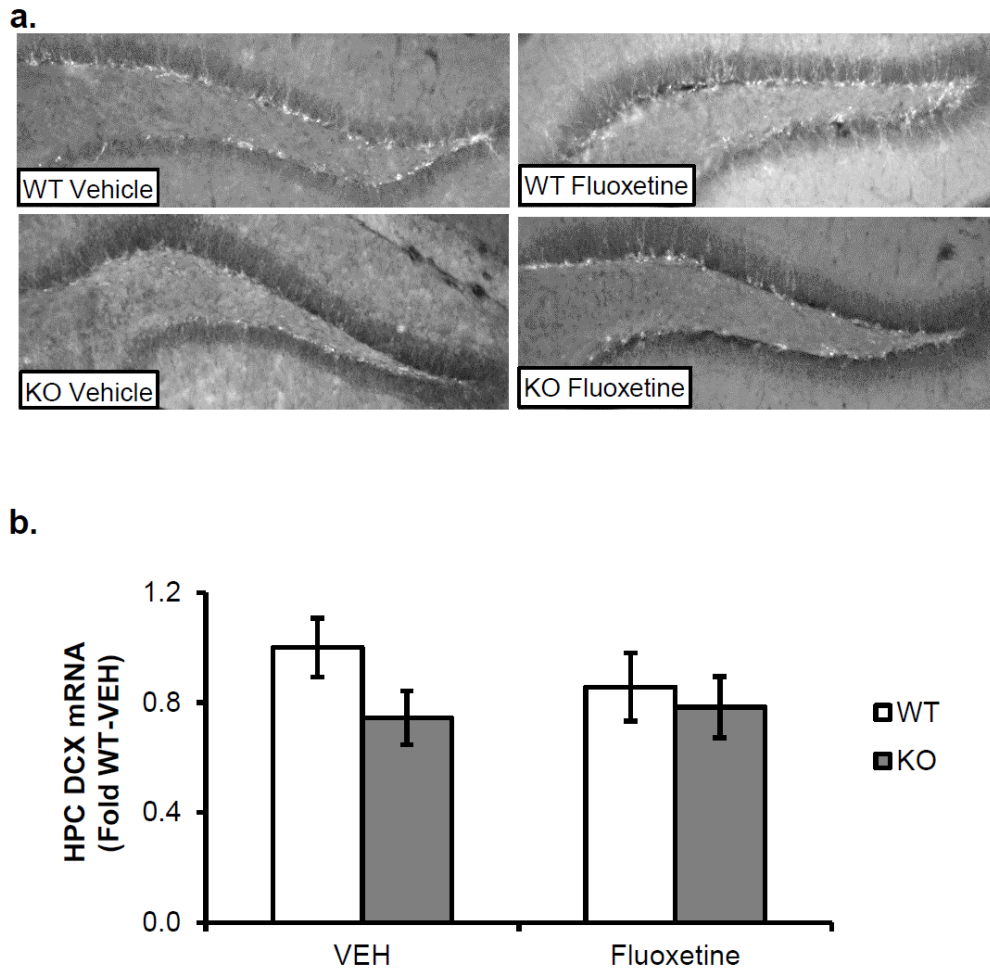 a.
WT Vehicle
WT Fluoxetine
KO Vehicle
KO Fluoxetine
b.
HPC DCX mRNA
(Fold WT-VEH)
1.2
0.8
0.4
0.0
VEH
Fluoxetine
WT
KO